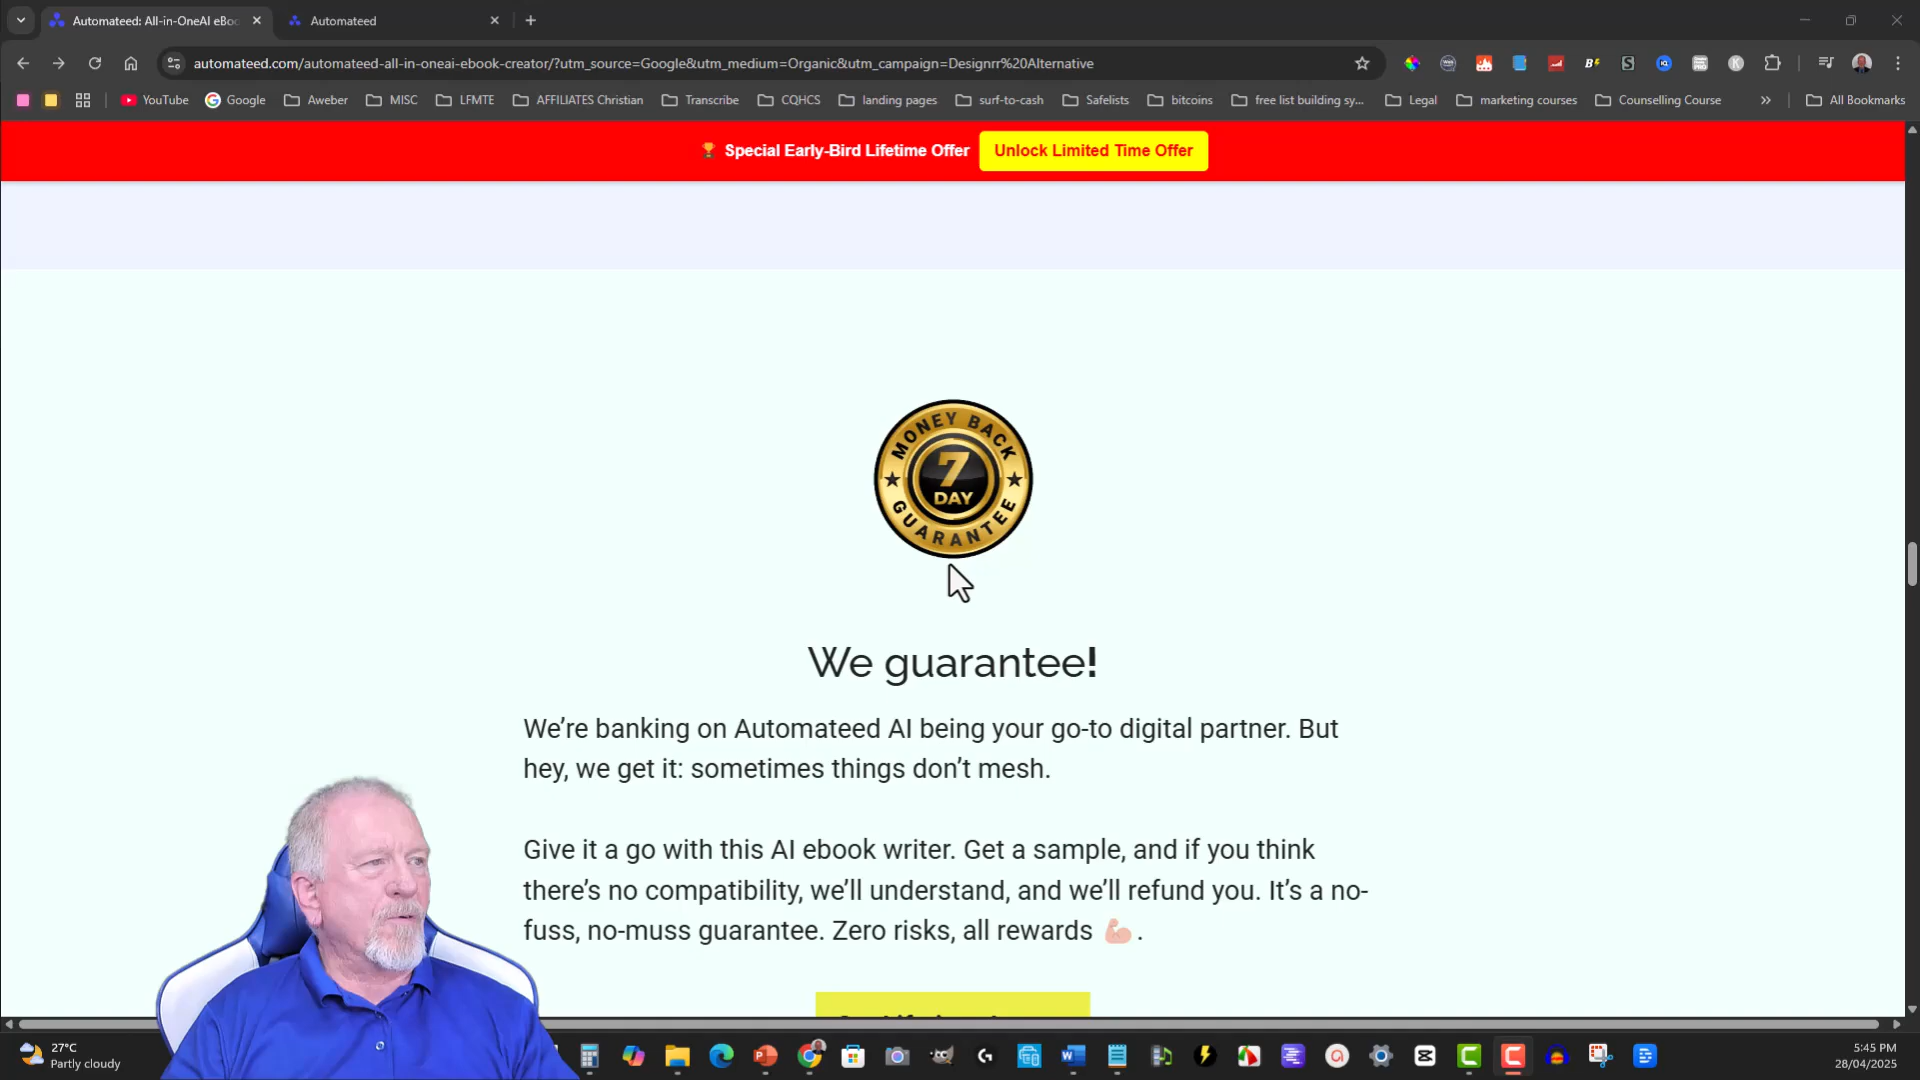 Automateed: All-in-OneAI eBoo
Automateed
automateed.com/automateed-all-in-oneai-ebook-creator/?utm_source=Google&utm_medium=Organic&utm_campaign=Designrr%20Alternative
YouTube
Google
Aweber
MISC
LFMTE
AFFILIATES Christian
Transcribe
CQHCS
landing pages
surf-to-cash
Safelists
bitcoins
free list building sy...
Legal
marketing courses
Counselling Course
All Bookmarks
Special Early-Bird Lifetime Offer
Unlock Limited Time Offer
MONEY BACK
7
DAY
GUARANTEE
We guarantee!
We’re banking on Automateed AI being your go-to digital partner. But
hey, we get it: sometimes things don’t mesh.
Give it a go with this AI ebook writer. Get a sample, and if you think
there’s no compatibility, we’ll understand, and we’ll refund you. It’s a no-
fuss, no-muss guarantee. Zero risks, all rewards 💪 .
27°C
Partly cloudy
5:45 PM
28/04/2025